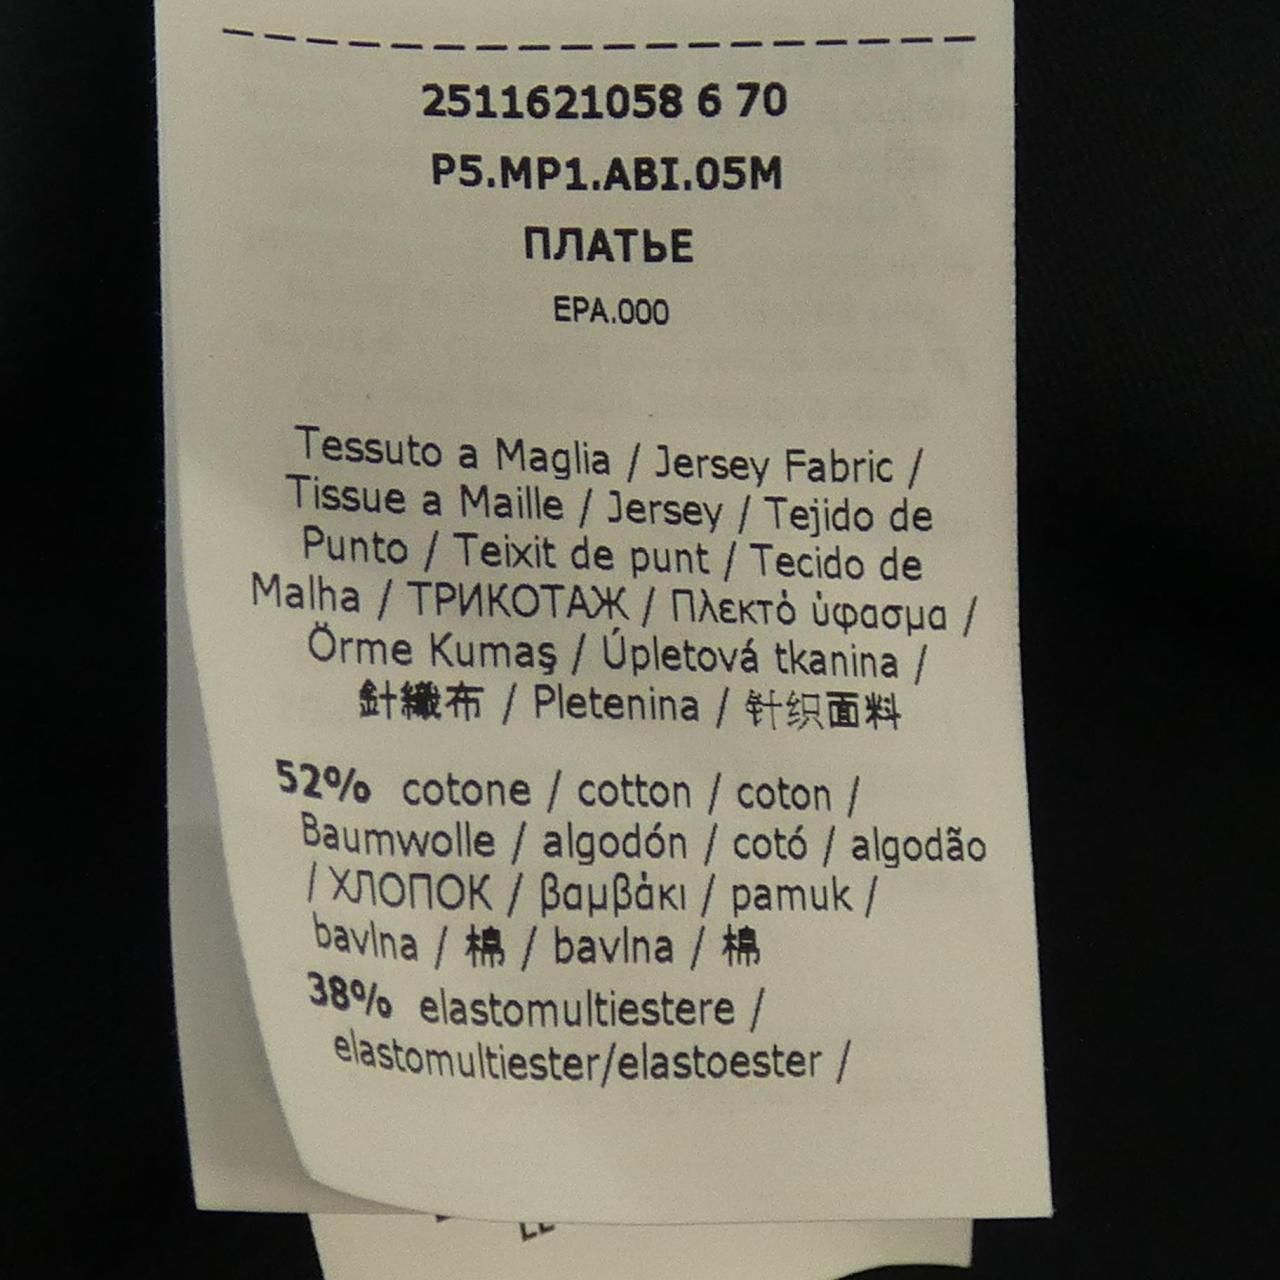 2511621058 6 70
P5.MP1.ABI.05M
ПЛАТЬЕ
EPA.000
Tessuto a Maglia / Jersey Fabric /
Tissue a Maille / Jersey / Tejido de
Punto / Teixit de punt / Tecido de
Malha / ТРИКОТАЖ / Πλεκτό ύφασμα /
Örme Kumaş / Úpletová tkanina /
針織布 / Pletenina / 针织面料
52% cotone / cotton / coton /
Baumwolle / algodón / cotó / algodão
/ ХЛОПОК / βαμβάκι / pamuk /
bavlna / 棉 / bavlna / 棉
38% elastomultiestere /
elastomultiester/elastoester /